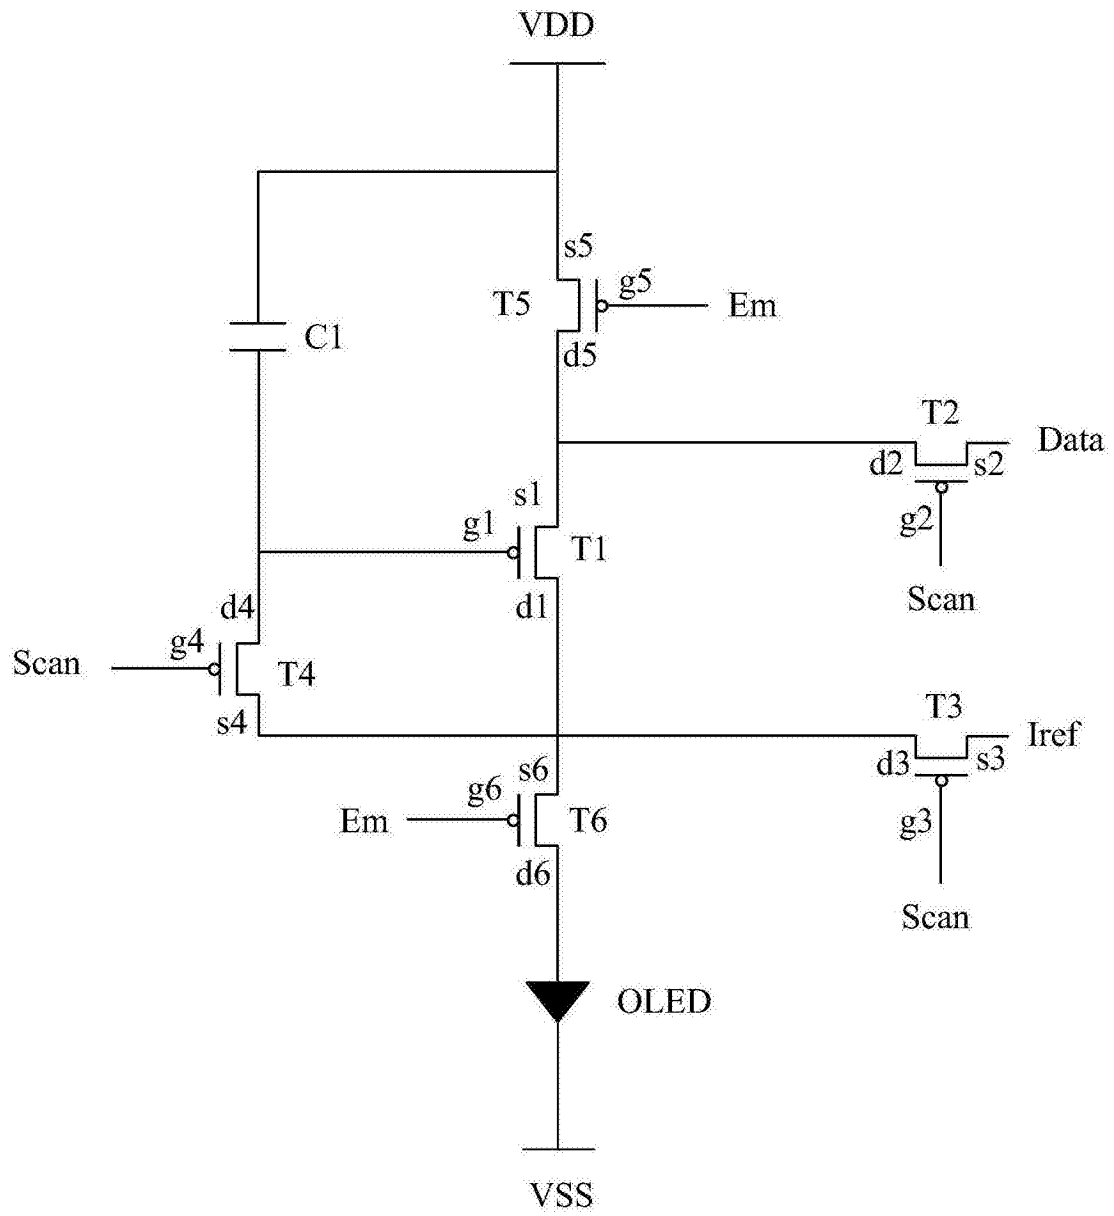 VDD
s5
g5
T5
Em
C1
d5
T2
Data
d2
s2
s1
g1
g2
T1
Scan
d1
d4
g4
Scan
T4
s4
T3
Iref
d3
s3
s6
g6
Em
T6
g3
d6
Scan
OLED
VSS